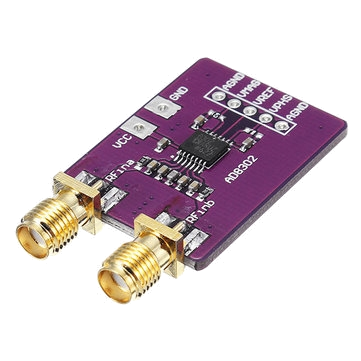 AGND
VMAG
VREF
VPHS
AGND
GND
VCC
AD8302
RFina
RFinb